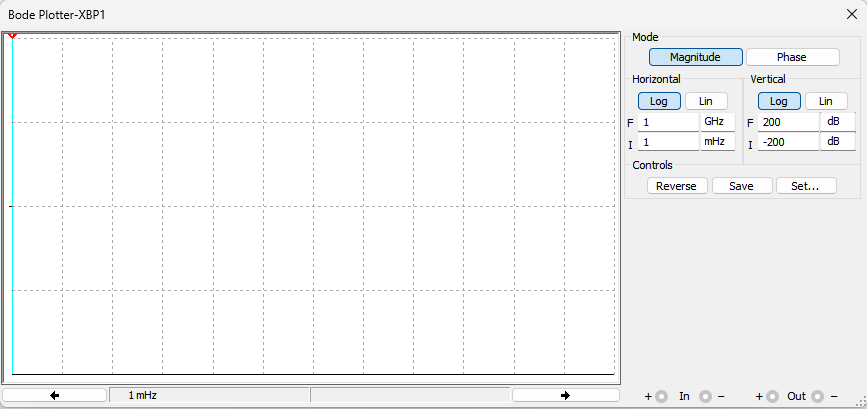 Bode Plotter-XBP1
Mode
Magnitude Phase
Horizontal Vertical
Log Lin Log Lin
F 1 GHz F 200 dB
I 1 mHz I -200 dB
Controls
Reverse Save Set...
1 mHz + In - + Out -